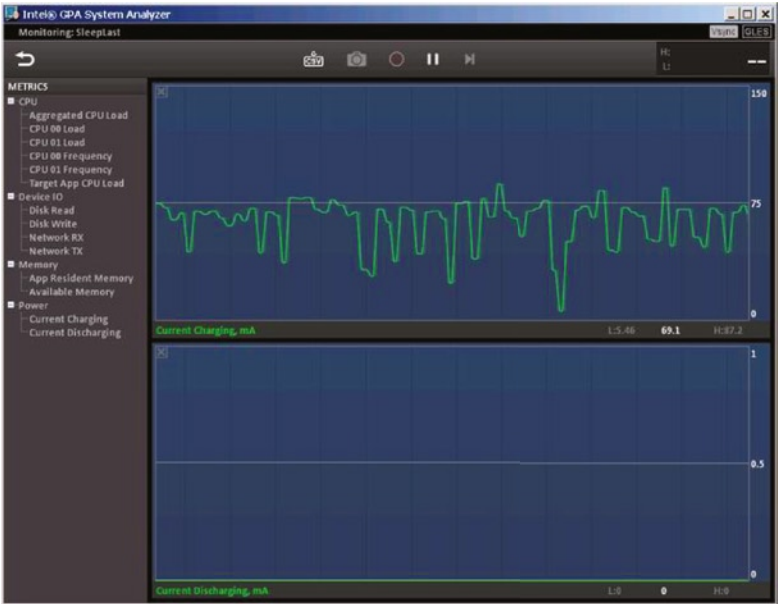 Intel® GPA System Analyzer
Monitoring: SleepLast
Vsync GLES
CSV
H:
L:
--
METRICS
CPU
Aggregated CPU Load
CPU 00 Load
CPU 01 Load
CPU 00 Frequency
CPU 01 Frequency
Target App CPU Load
Device IO
Disk Read
Disk Write
Network RX
Network TX
Memory
App Resident Memory
Available Memory
Power
Current Charging
Current Discharging
150
75
0
Current Charging, mA L:5.46 69.1 H:87.2
1
0.5
0
Current Discharging, mA L:0 0 H:0